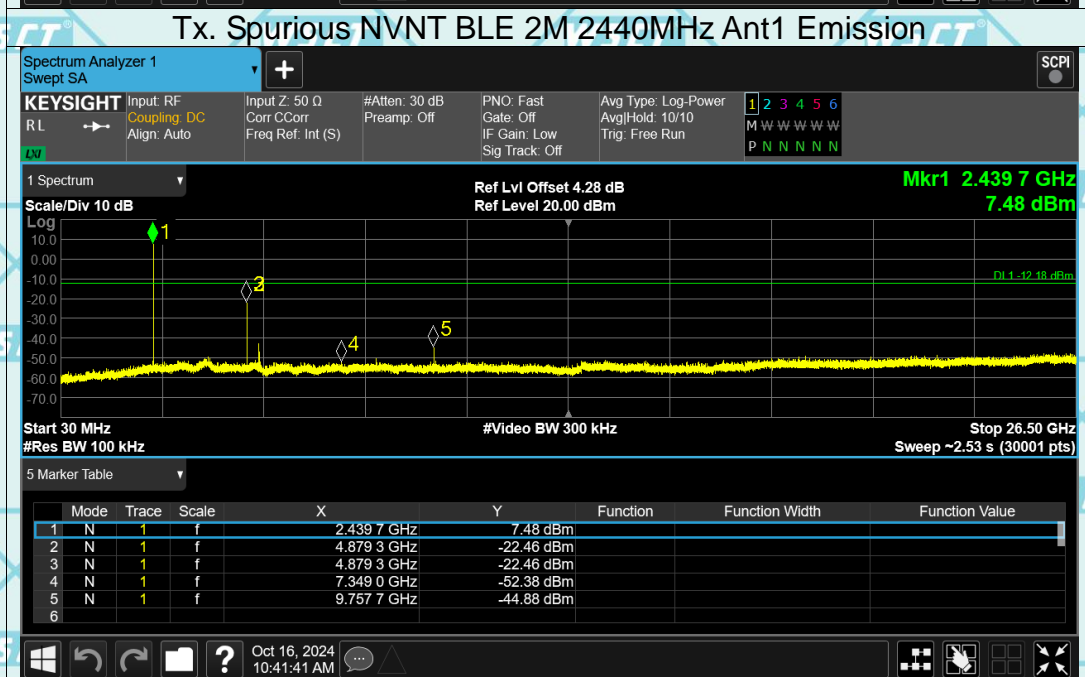 Tx. Spurious NVNT BLE 2M 2440MHz Ant1 Emission
Spectrum Analyzer 1
Swept SA
+
SCPI
KEYSIGHT
R L
LXI
Input: RF
Coupling: DC
Align: Auto
Input Z: 50 Ω
Corr CCorr
Freq Ref: Int (S)
#Atten: 30 dB
Preamp: Off
PNO: Fast
Gate: Off
IF Gain: Low
Sig Track: Off
Avg Type: Log-Power
Avg|Hold: 10/10
Trig: Free Run
1 2 3 4 5 6
M W W W W W
P N N N N N
1 Spectrum
Scale/Div 10 dB
Ref Lvl Offset 4.28 dB
Ref Level 20.00 dBm
Mkr1 2.439 7 GHz
7.48 dBm
Log
10.0
0.00
-10.0
-20.0
-30.0
-40.0
-50.0
-60.0
-70.0
1
DL1 -12.18 dBm
4
5
Start 30 MHz
#Video BW 300 kHz
Stop 26.50 GHz
#Res BW 100 kHz
Sweep ~2.53 s (30001 pts)
5 Marker Table
Mode Trace Scale X Y Function Function Width Function Value
1 N 1 f 2.439 7 GHz 7.48 dBm
2 N 1 f 4.879 3 GHz -22.46 dBm
3 N 1 f 4.879 3 GHz -22.46 dBm
4 N 1 f 7.349 0 GHz -52.38 dBm
5 N 1 f 9.757 7 GHz -44.88 dBm
6
?
Oct 16, 2024
10:41:41 AM